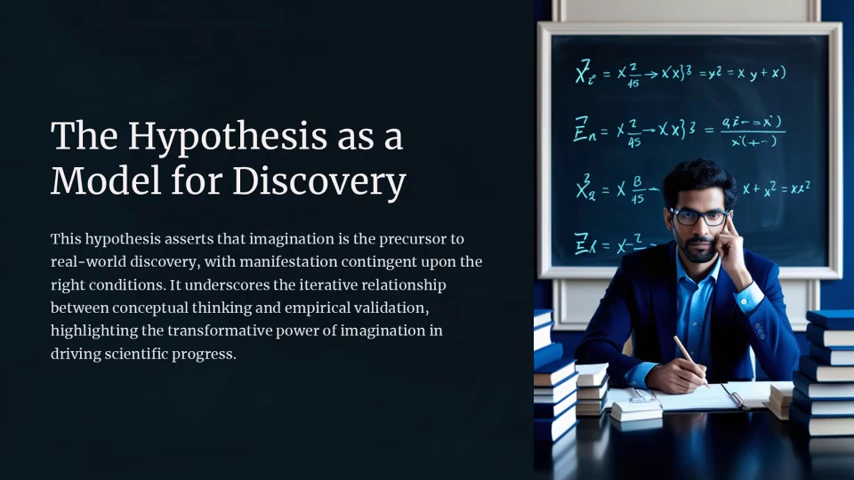 The Hypothesis as a
Model for Discovery
This hypothesis asserts that imagination is the precursor to
real-world discovery, with manifestation contingent upon the
right conditions. It underscores the iterative relationship
between conceptual thinking and empirical validation,
highlighting the transformative power of imagination in
driving scientific progress.